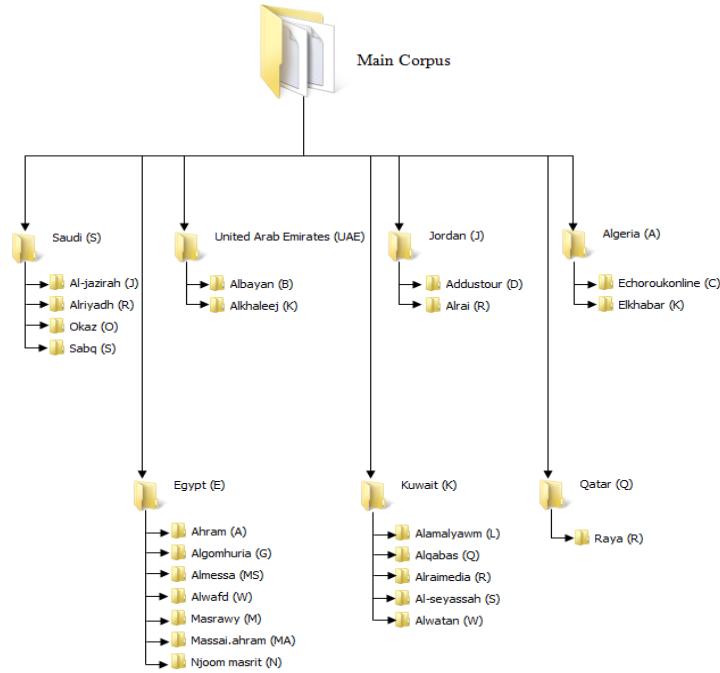 Main Corpus
Saudi (S)
Al-jazirah (J)
Alriyadh (R)
Okaz (O)
Sabq (S)
United Arab Emirates (UAE)
Albayan (B)
Alkhaleej (K)
Jordan (J)
Addustour (D)
Alrai (R)
Algeria (A)
Echoroukonline (C)
Elkhabar (K)
Egypt (E)
Ahram (A)
Algomhuria (G)
Almessa (MS)
Alwafd (W)
Masrawy (M)
Massai.ahram (MA)
Njoom masrit (N)
Kuwait (K)
Alamalyawm (L)
Alqabas (Q)
Alraimedia (R)
Al-seyassah (S)
Alwatan (W)
Qatar (Q)
Raya (R)